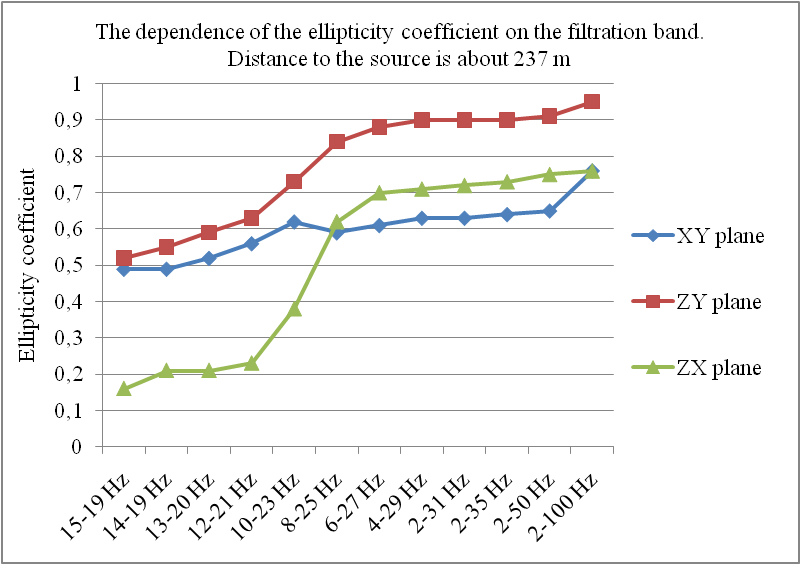 The dependence of the ellipticity coefficient on the filtration band.
Distance to the source is about 237 m
Ellipticity coefficient
1
0,9
0,8
0,7
0,6
0,5
0,4
0,3
0,2
0,1
0
15-19 Hz
14-19 Hz
13-20 Hz
12-21 Hz
10-23 Hz
8-25 Hz
6-27 Hz
4-29 Hz
2-31 Hz
2-35 Hz
2-50 Hz
2-100 Hz
XY plane
ZY plane
ZX plane